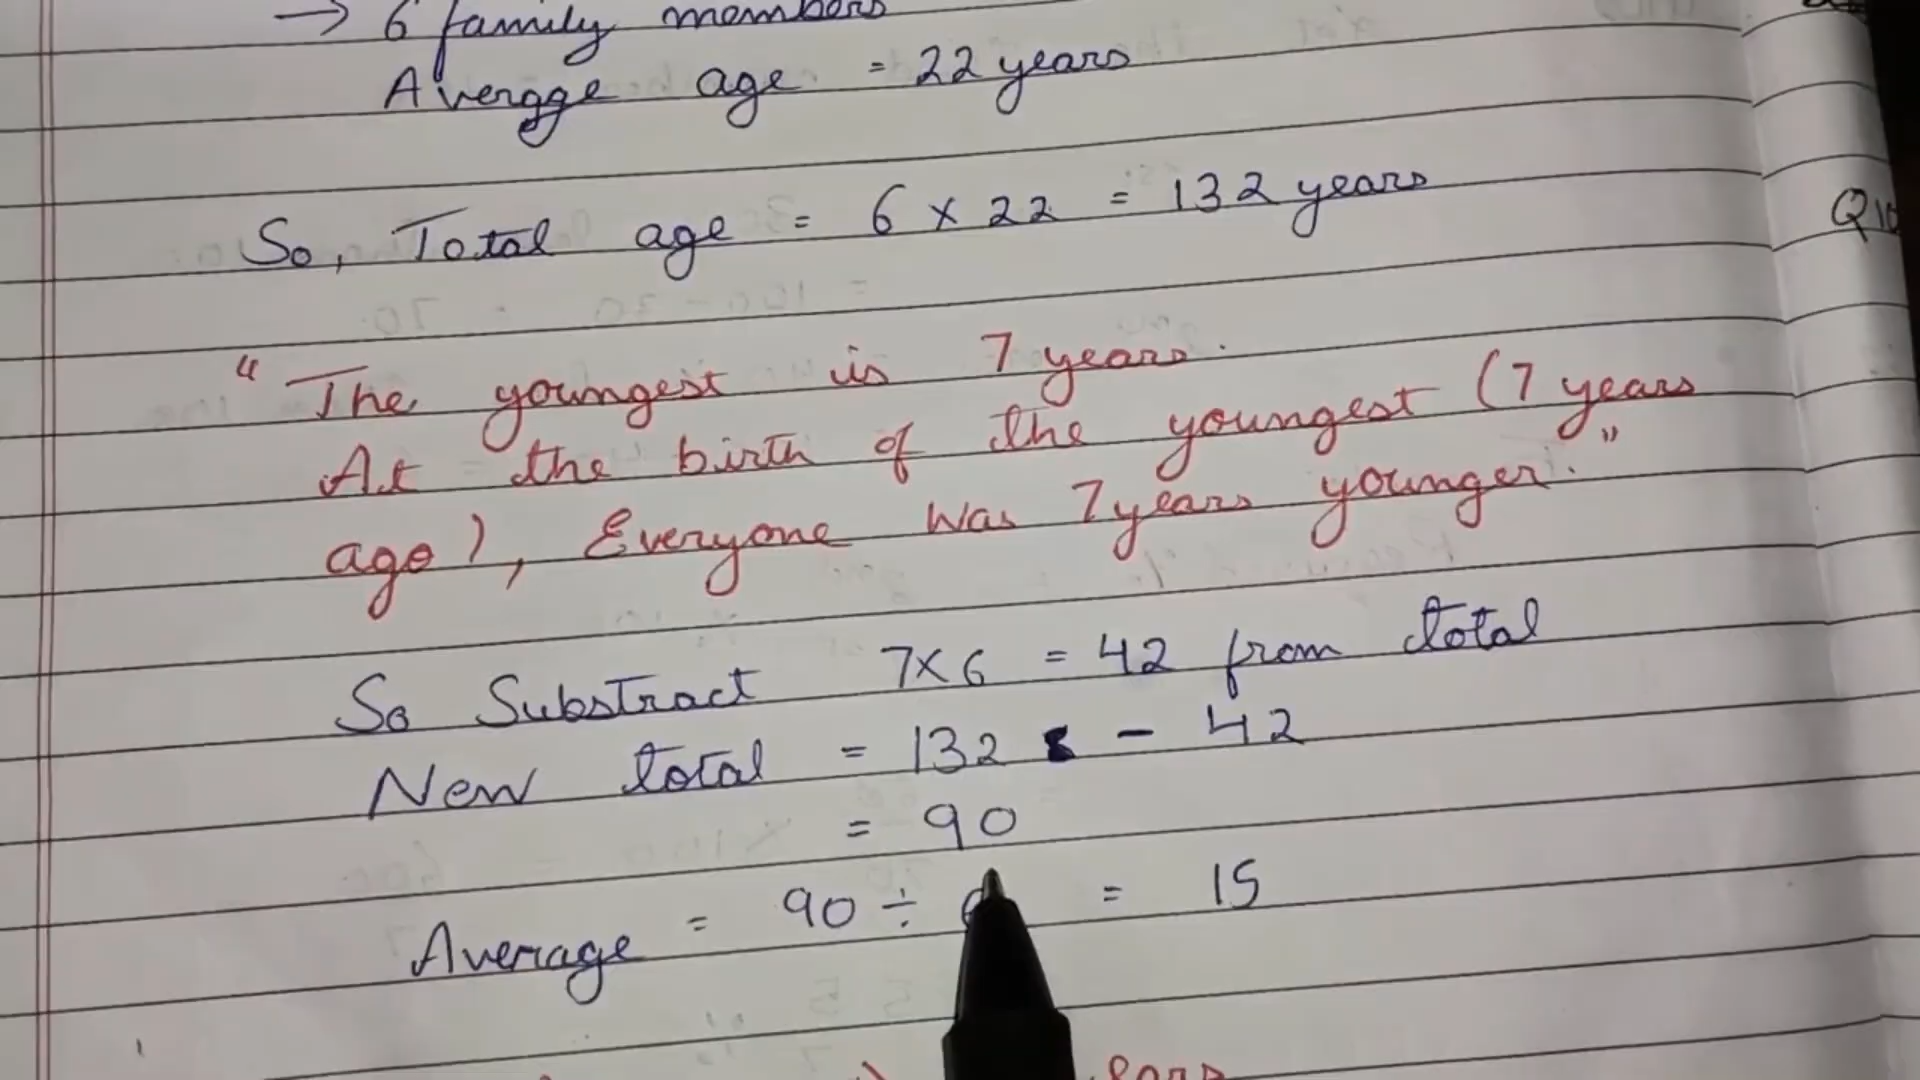 → 6 family members
Average age = 22 years
So, Total age = 6 × 22 = 132 years
Q10
" The youngest is 7 years.
At the birth of the youngest (7 years
ago), Everyone was 7 years younger."
So Substract 7×6 = 42 from total
New total = 132 - 42
= 90
Average = 90 ÷ = 15